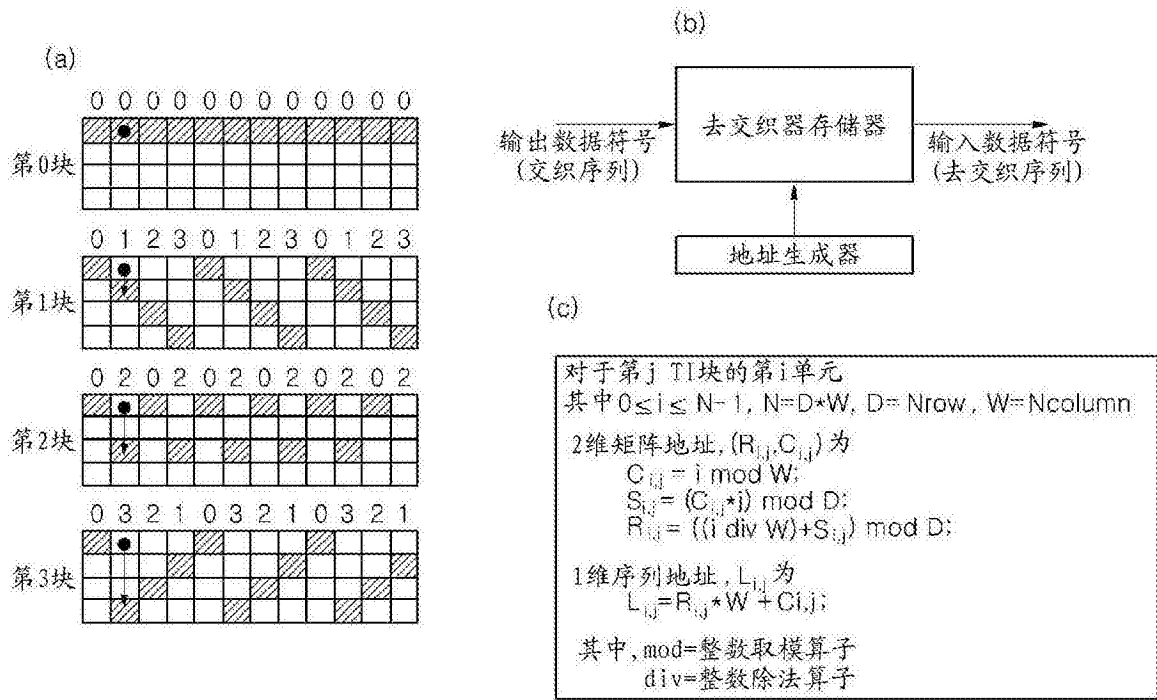 (a)
0 0 0 0 0 0 0 0 0 0 0 0
第0块
0 1 2 3 0 1 2 3 0 1 2 3
第1块
0 2 0 2 0 2 0 2 0 2 0 2
第2块
0 3 2 1 0 3 2 1 0 3 2 1
第3块
(b)
输出数据符号
(交织序列)
去交织器存储器
输入数据符号
(去交织序列)
地址生成器
(c)
对于第j TI块的第i单元
其中0≤i≤ N-1, N=D*W, D= Nrow, W=Ncolumn
2维矩阵地址,(Ri,j,Ci,j)为
Ci,j = i mod W;
Si,j = (Ci,j*j) mod D;
Ri,j = ((i div W)+Si,j) mod D;
1维序列地址,Li,j为
Li,j=Ri,j*W +Ci,j;
其中,mod=整数取模算子
div=整数除法算子